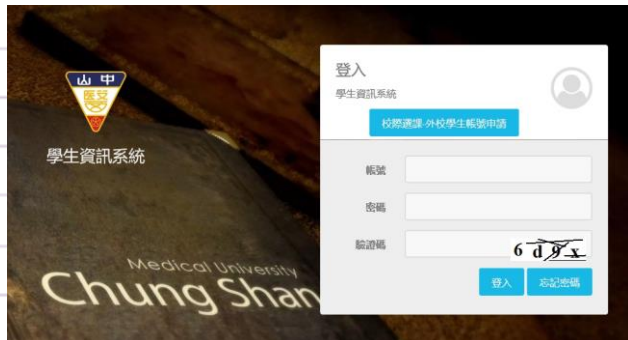 山中
醫
學生資訊系統
Medical University
Chung Shan
登入
學生資訊系統
校際選課-外校學生帳號申請
帳號
密碼
驗證碼
6 d 9 x
登入
忘記密碼